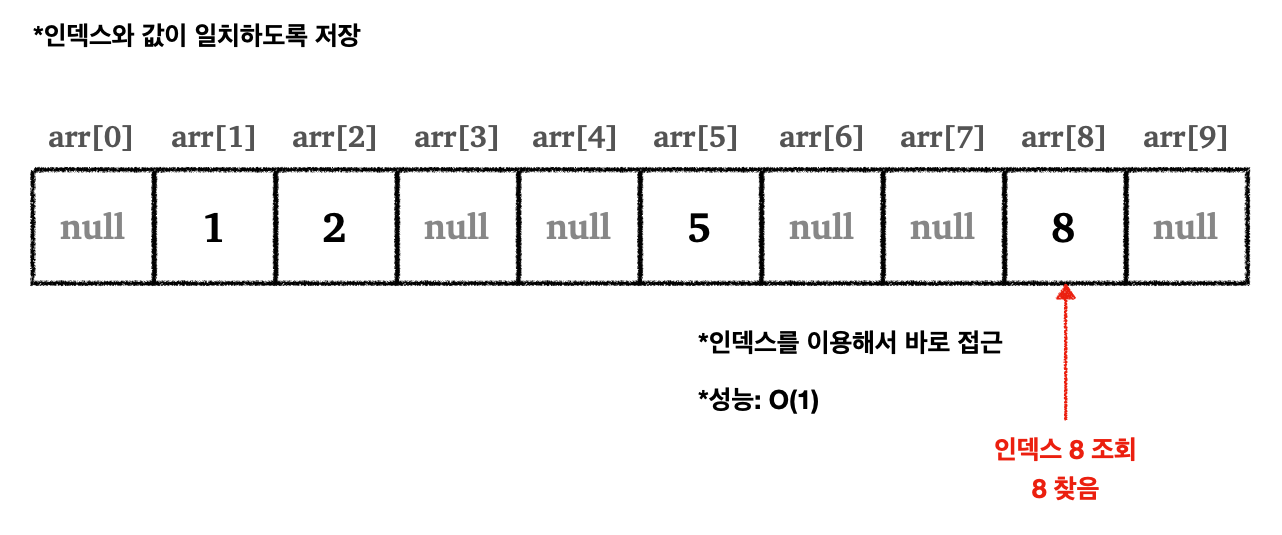 *인덱스와 값이 일치하도록 저장
arr[0] arr[1] arr[2] arr[3] arr[4] arr[5] arr[6] arr[7] arr[8] arr[9]
null 1 2 null null 5 null null 8 null
*인덱스를 이용해서 바로 접근
*성능: O(1)
인덱스 8 조회
8 찾음